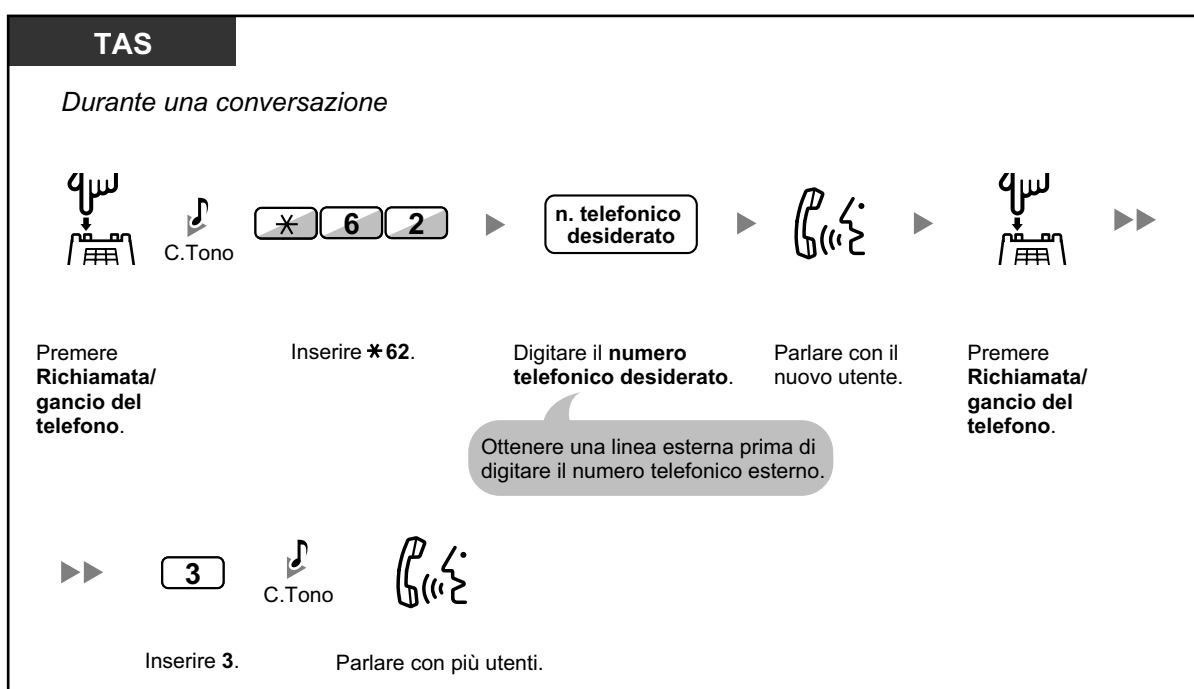 TAS
Durante una conversazione
C.Tono
* 6 2
n. telefonico
desiderato
Premere
Richiamata/
gancio del
telefono.
Inserire *62.
Digitare il numero
telefonico desiderato.
Ottenere una linea esterna prima di
digitare il numero telefonico esterno.
Parlare con il
nuovo utente.
Premere
Richiamata/
gancio del
telefono.
3
C.Tono
Inserire 3.
Parlare con più utenti.